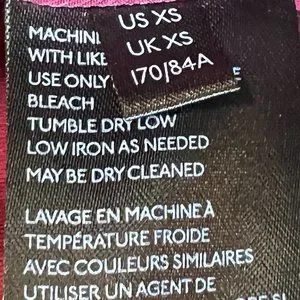 US XS
UK XS
170/84A
MACHIN
WITH LIKE
USE ONLY
BLEACH
TUMBLE DRY LOW
LOW IRON AS NEEDED
MAY BE DRY CLEANED
LAVAGE EN MACHINE À
TEMPÉRATURE FROIDE
AVEC COULEURS SIMILAIRES
UTILISER UN AGENT DE